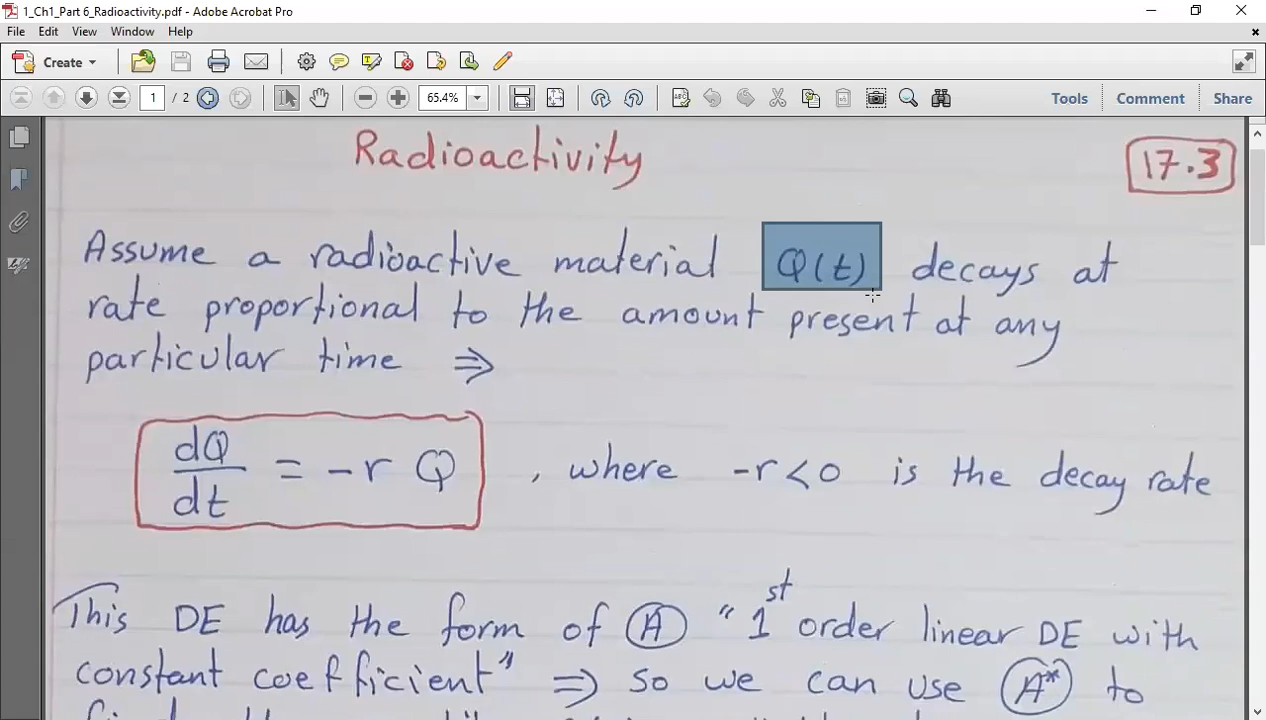 1_Ch1_Part 6_Radioactivity.pdf - Adobe Acrobat Pro
File Edit View Window Help
Create
1 / 2 65.4% Tools Comment Share
Radioactivity 17.3
Assume a radioactive material Q(t) decays at
rate proportional to the amount present at any
particular time ⇒
dQ/dt = -r Q , where -r<0 is the decay rate
This DE has the form of A "1st order linear DE with
constant coefficient" ⇒ so we can use A* to